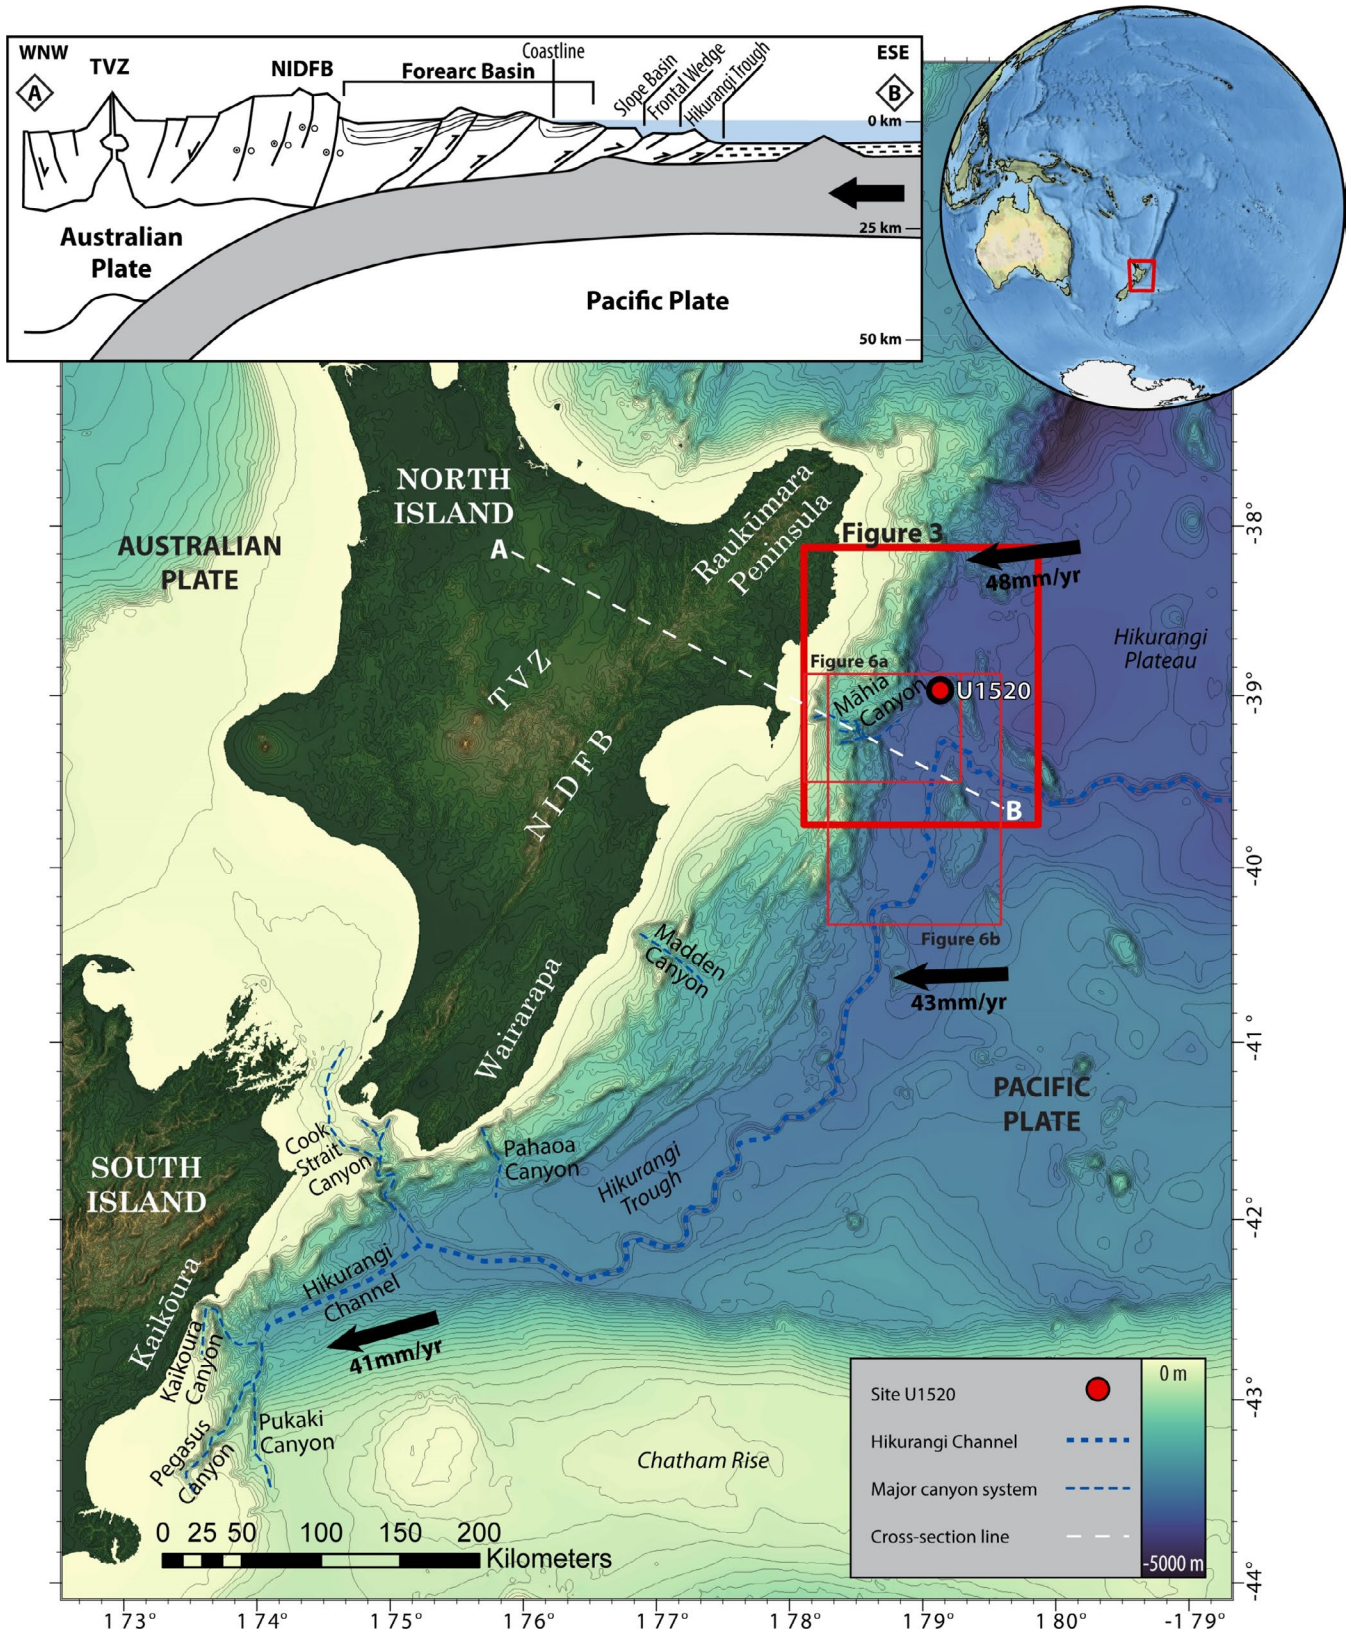 WNW
ESE
A
TVZ
NIDFB
Forearc Basin
Coastline
Slope Basin
Frontal Wedge
Hikurangi Trough
B
0 km
25 km
50 km
Australian
Plate
Pacific Plate
NORTH
ISLAND
A
AUSTRALIAN
PLATE
Raukūmara
Peninsula
Figure 3
48mm/yr
Hikurangi
Plateau
Figure 6a
Māhia
Canyon
U1520
B
TVZ
NIDFB
Figure 6b
43mm/yr
Madden
Canyon
Wairarapa
PACIFIC
PLATE
Cook
Strait
Canyon
Pahaoa
Canyon
Hikurangi
Trough
SOUTH
ISLAND
Hikurangi
Channel
41mm/yr
Kaikōura
Kaikoura
Canyon
Pegasus
Canyon
Pukaki
Canyon
Chatham Rise
0 25 50 100 150 200
Kilometers
Site U1520
Hikurangi Channel
Major canyon system
Cross-section line
0 m
-5000 m
-38°
-39°
-40°
-41°
-42°
-43°
-44°
173° 174° 175° 176° 177° 178° 179° 180° -179°